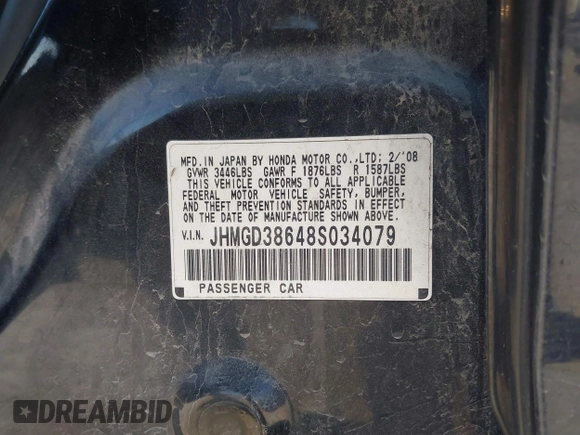 MFD.IN JAPAN BY HONDA MOTOR CO.,LTD; 2/'08
GVWR 3446LBS GAWR F 1876LBS R 1587LBS
THIS VEHICLE CONFORMS TO ALL APPLICABLE
FEDERAL MOTOR VEHICLE SAFETY, BUMPER,
AND THEFT PREVENTION STANDARDS IN EFFECT
ON THE DATE OF MANUFACTURE SHOWN ABOVE.
V.I.N. JHMGD38648S034079
PASSENGER CAR
DREAMBID